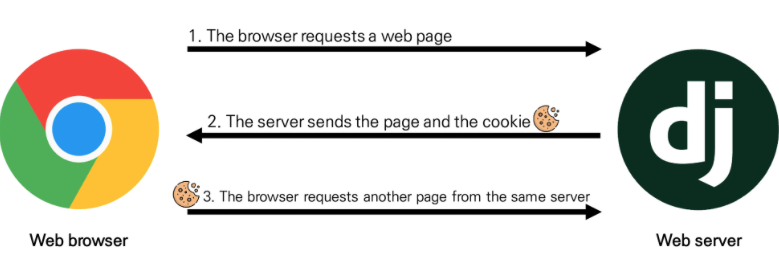 1. The browser requests a web page
2. The server sends the page and the cookie
dj
3. The browser requests another page from the same server
Web browser
Web server